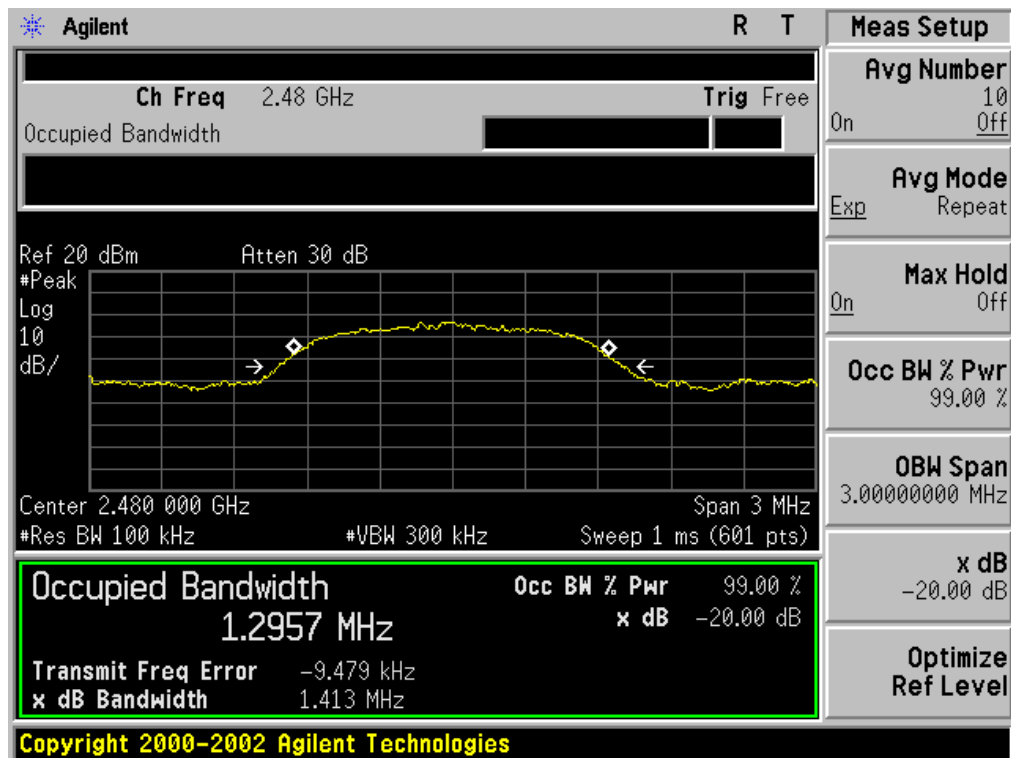 Agilent R T
Ch Freq 2.48 GHz Trig Free
Occupied Bandwidth
Ref 20 dBm Atten 30 dB
#Peak
Log
10
dB/
Center 2.480 000 GHz Span 3 MHz
#Res BW 100 kHz #VBW 300 kHz Sweep 1 ms (601 pts)
Occupied Bandwidth
1.2957 MHz
Occ BW % Pwr 99.00 %
x dB -20.00 dB
Transmit Freq Error -9.479 kHz
x dB Bandwidth 1.413 MHz
Copyright 2000-2002 Agilent Technologies
Meas Setup
Avg Number
10
On Off
Avg Mode
Exp Repeat
Max Hold
On Off
Occ BW % Pwr
99.00 %
OBW Span
3.00000000 MHz
x dB
-20.00 dB
Optimize
Ref Level